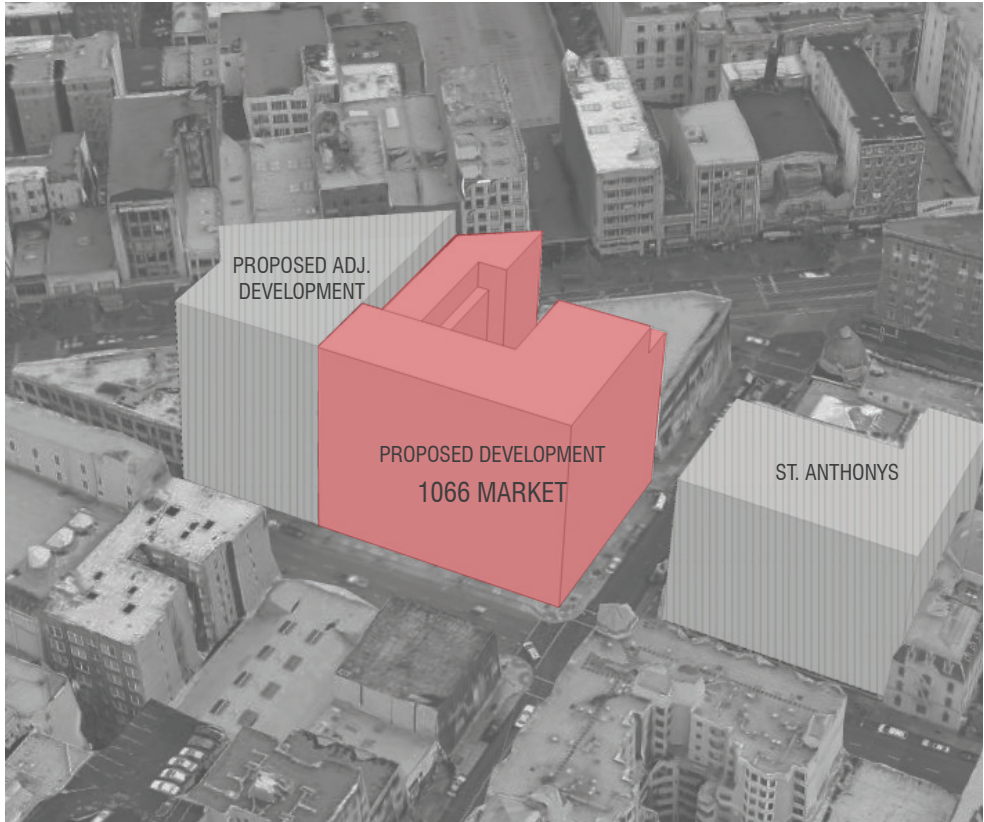 PROPOSED ADJ.
DEVELOPMENT
PROPOSED DEVELOPMENT
1066 MARKET
ST. ANTHONYS